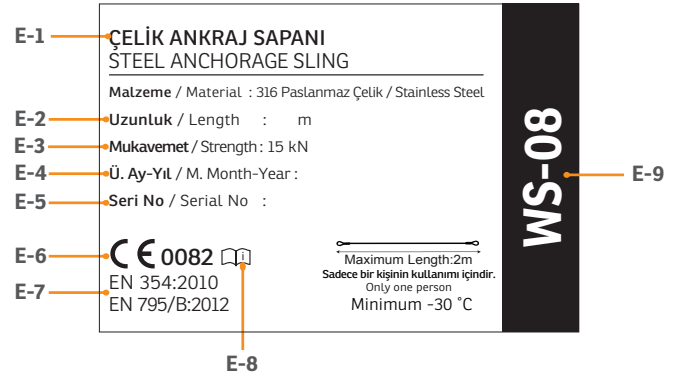 E-1
ÇELİK ANKRAJ SAPANI
STEEL ANCHORAGE SLING
Malzeme / Material : 316 Paslanmaz Çelik / Stainless Steel
E-2
Uzunluk / Length : m
E-3
Mukavemet / Strength : 15 kN
E-4
Ü. Ay-Yıl / M. Month-Year :
E-5
Seri No / Serial No :
E-6
CE 0082 i
E-7
EN 354:2010
EN 795/B:2012
E-8
Maximum Length:2m
Sadece bir kişinin kullanımı içindir.
Only one person
Minimum -30 °C
WS-08
E-9